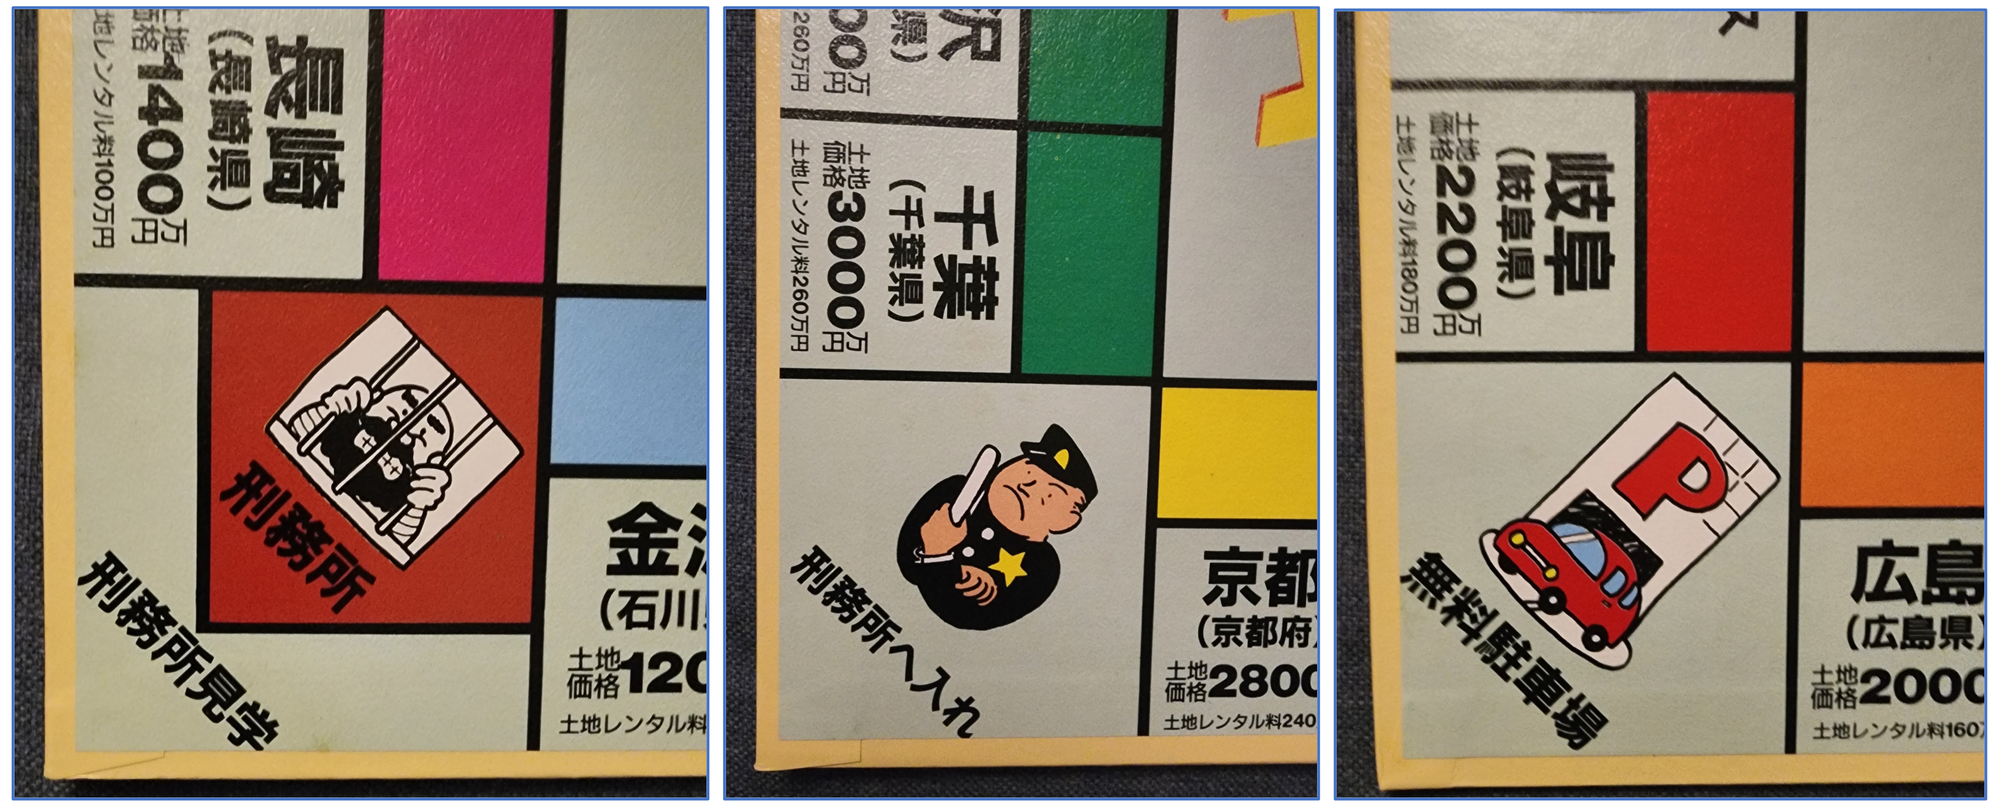 長崎
(長崎県)
土地
価格1400万円
土地レンタル料100万円
刑務所
刑務所見学
金
(石川
土地
価格120
土地レンタル料
沢
県)
00万円
260万円
千葉
(千葉県)
土地
価格3000万円
土地レンタル料260万円
刑務所へ入れ
京都
(京都府)
土地
価格2800
土地レンタル料240
ス
岐阜
(岐阜県)
土地
価格2200万円
土地レンタル料180万円
P
無料駐車場
広島
(広島県)
土地
価格2000
土地レンタル料160